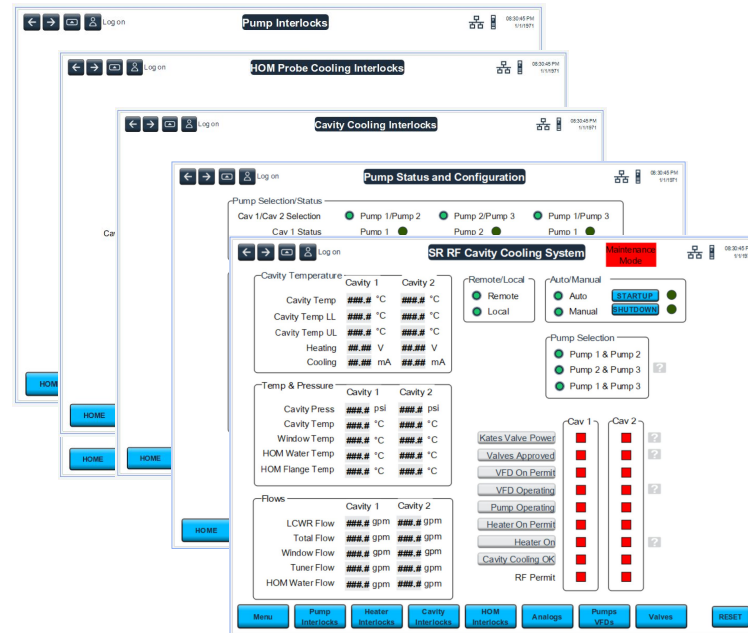 Log on
Pump Interlocks
08:30:45 PM
1/1/1971
Log on
HOM Probe Cooling Interlocks
08:30:45 PM
1/1/1971
Log on
Cavity Cooling Interlocks
08:30:45 PM
1/1/1971
Log on
Pump Status and Configuration
08:30:45 PM
1/1/1971
Pump Selection/Status
Cav 1/Cav 2 Selection Pump 1/Pump 2 Pump 2/Pump 3 Pump 1/Pump 3
Cav 1 Status Pump 1 Pump 2 Pump 1
HOME
HOME
HOME
HOME
Log on
SR RF Cavity Cooling System
Maintenance
Mode
08:30:45
Cavity Temperature
Cavity 1 Cavity 2
Cavity Temp ###.# °C ###.# °C
Cavity Temp LL ###.# °C ###.# °C
Cavity Temp UL ###.# °C ###.# °C
Heating ##.## V ##.## V
Cooling ##.## mA ##.## mA
Remote/Local
Remote
Local
Auto/Manual
Auto STARTUP
Manual SHUTDOWN
Pump Selection
Pump 1 & Pump 2
Pump 2 & Pump 3 ?
Pump 1 & Pump 3
Temp & Pressure
Cavity 1 Cavity 2
Cavity Press ###.# psi ###.# psi
Cavity Temp ###.# °C ###.# °C
Window Temp ###.# °C ###.# °C
HOM Water Temp ###.# °C ###.# °C
HOM Flange Temp ###.# °C ###.# °C
Flows
Cavity 1 Cavity 2
LCWR Flow ###.# gpm ###.# gpm
Total Flow ###.# gpm ###.# gpm
Window Flow ###.# gpm ###.# gpm
Tuner Flow ###.# gpm ###.# gpm
HOM Water Flow ###.# gpm ###.# gpm
Cav 1 Cav 2
Kates Valve Power ?
Valves Approved ?
VFD On Permit
VFD Operating ?
Pump Operating
Heater On Permit
Heater On ?
Cavity Cooling OK
RF Permit
Menu
Pump
Interlocks
Heater
Interlocks
Cavity
Interlocks
HOM
Interlocks
Analogs
Pumps
VFDs
Valves
RESET